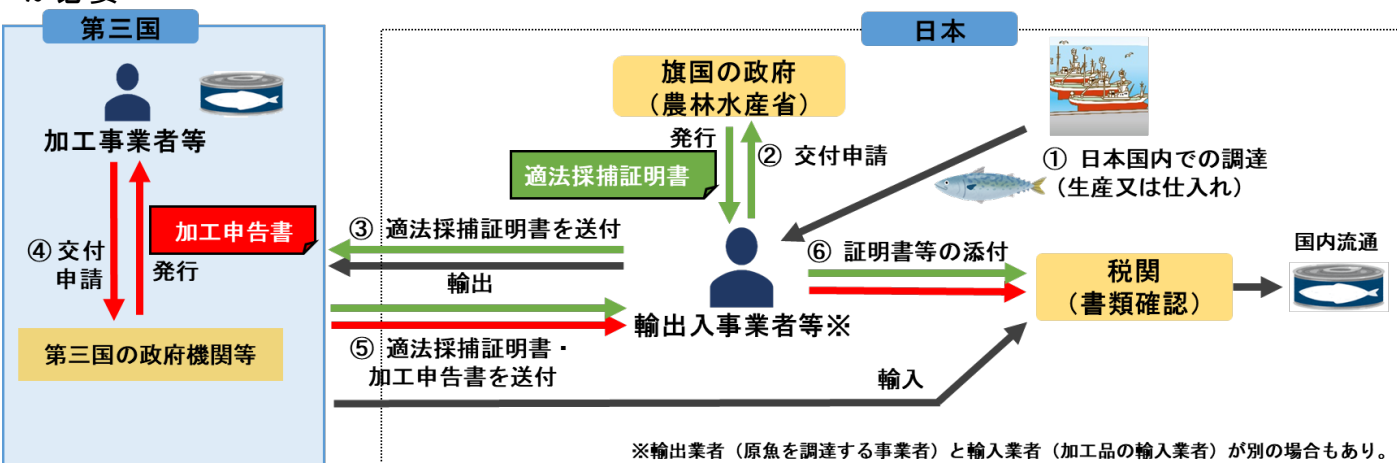 第三国
日本
加工事業者等
旗国の政府
（農林水産省）
発行
② 交付申請
適法採捕証明書
① 日本国内での調達
（生産又は仕入れ）
加工申告書
④ 交付
申請
発行
③ 適法採捕証明書を送付
輸出
⑥ 証明書等の添付
税関
（書類確認）
国内流通
輸出入事業者等※
第三国の政府機関等
⑤ 適法採捕証明書・
加工申告書を送付
輸入
※輸出業者（原魚を調達する事業者）と輸入業者（加工品の輸入業者）が別の場合もあり。